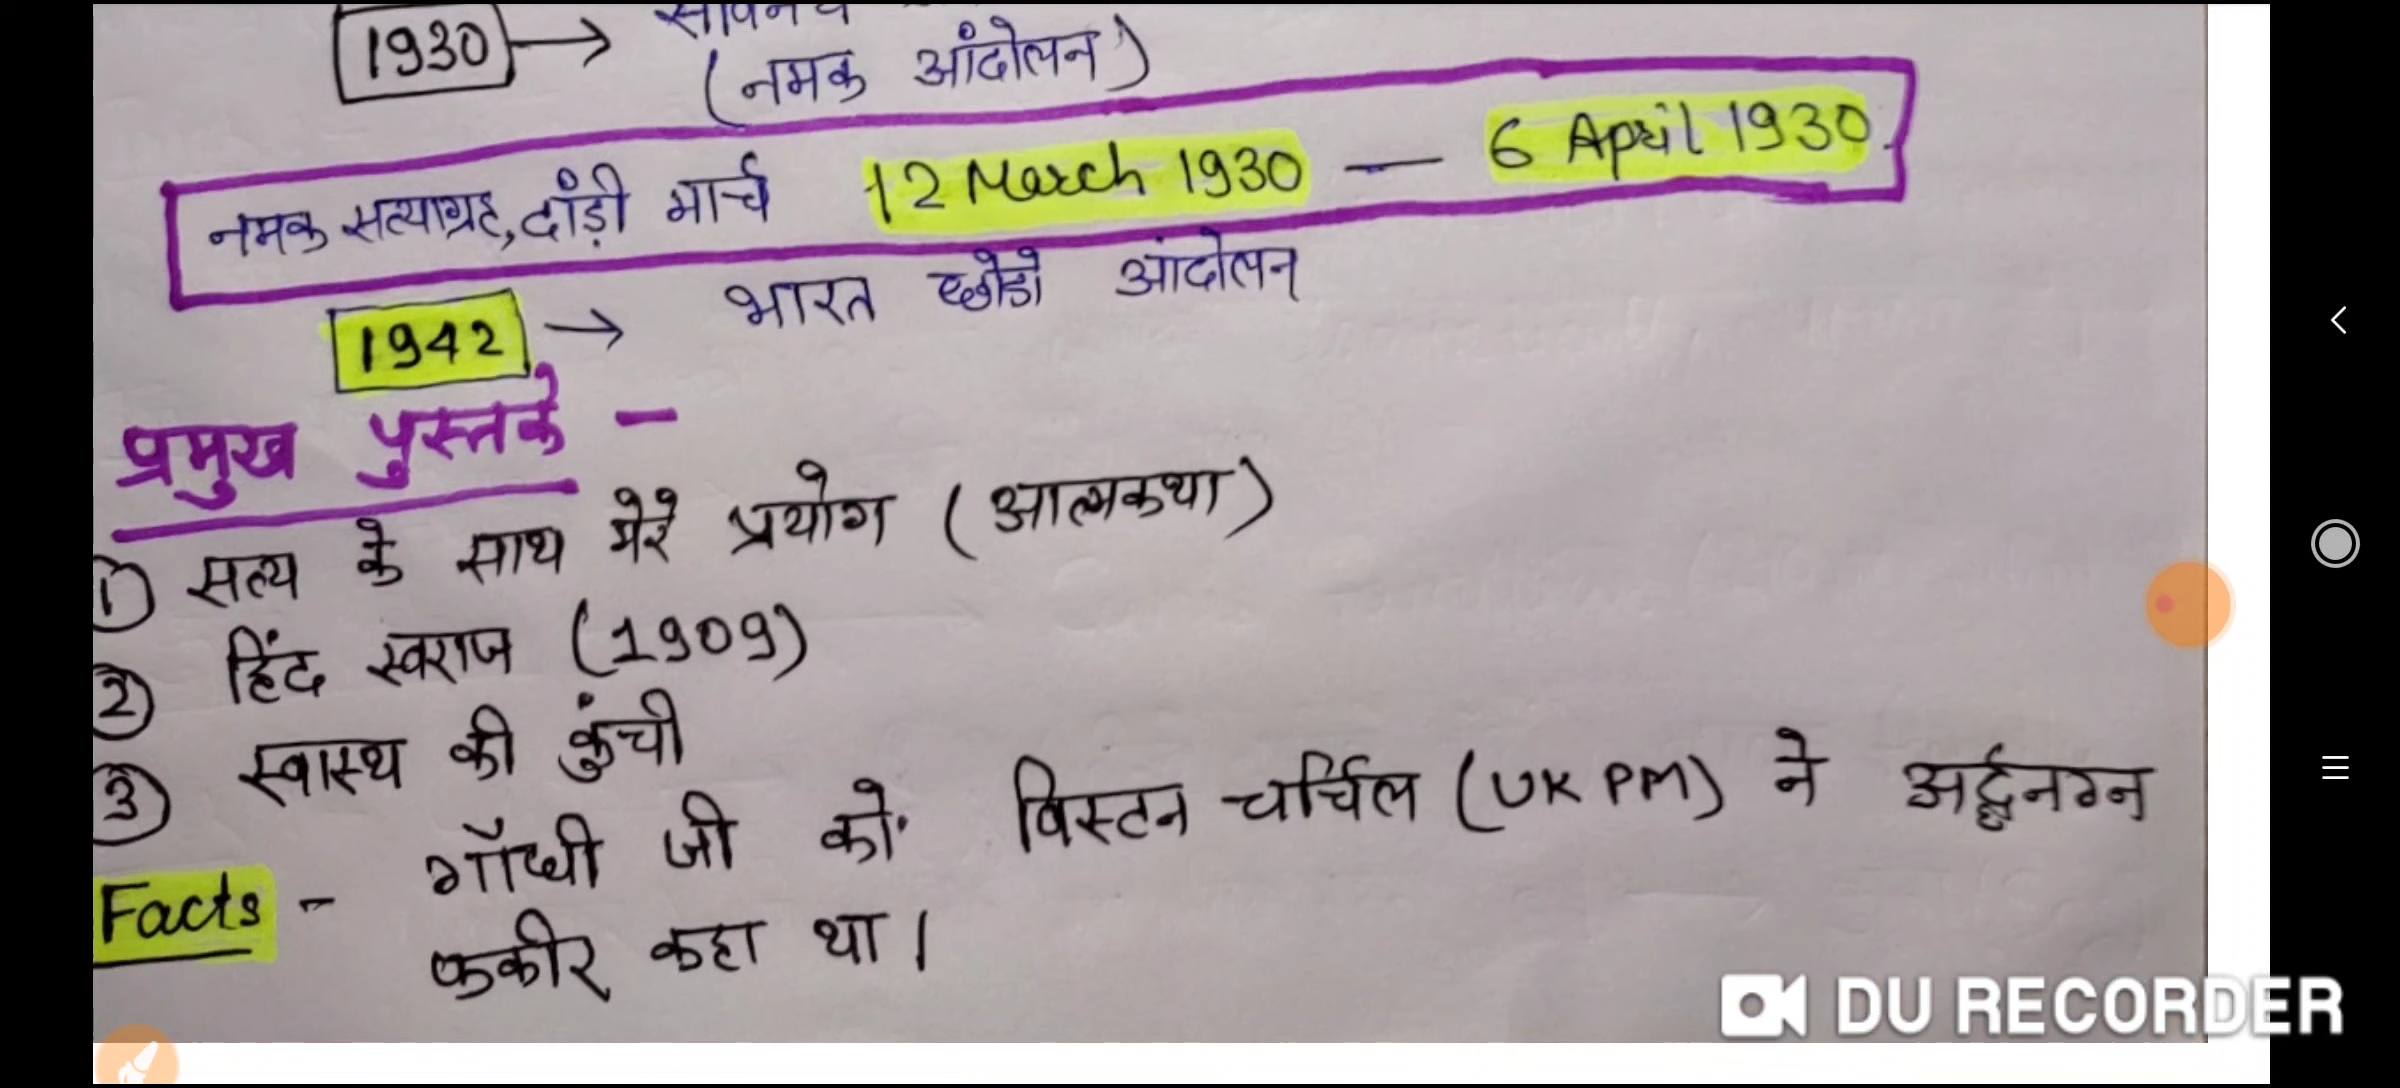 1930 →
(नमक आंदोलन)
नमक सत्याग्रह, दांड़ी मार्च 12 March 1930 — 6 April 1930
1942 → भारत छोडो आंदोलन
प्रमुख पुस्तके -
① सत्य के साथ मेरे प्रयोग (आत्मकथा)
② हिंद स्वराज (1909)
③ स्वास्थ की कुंची
Facts - गाँधी जी को विस्टन चर्चिल (UK PM) ने अर्द्धनग्न
फकीर कहा था।
DU RECORDER